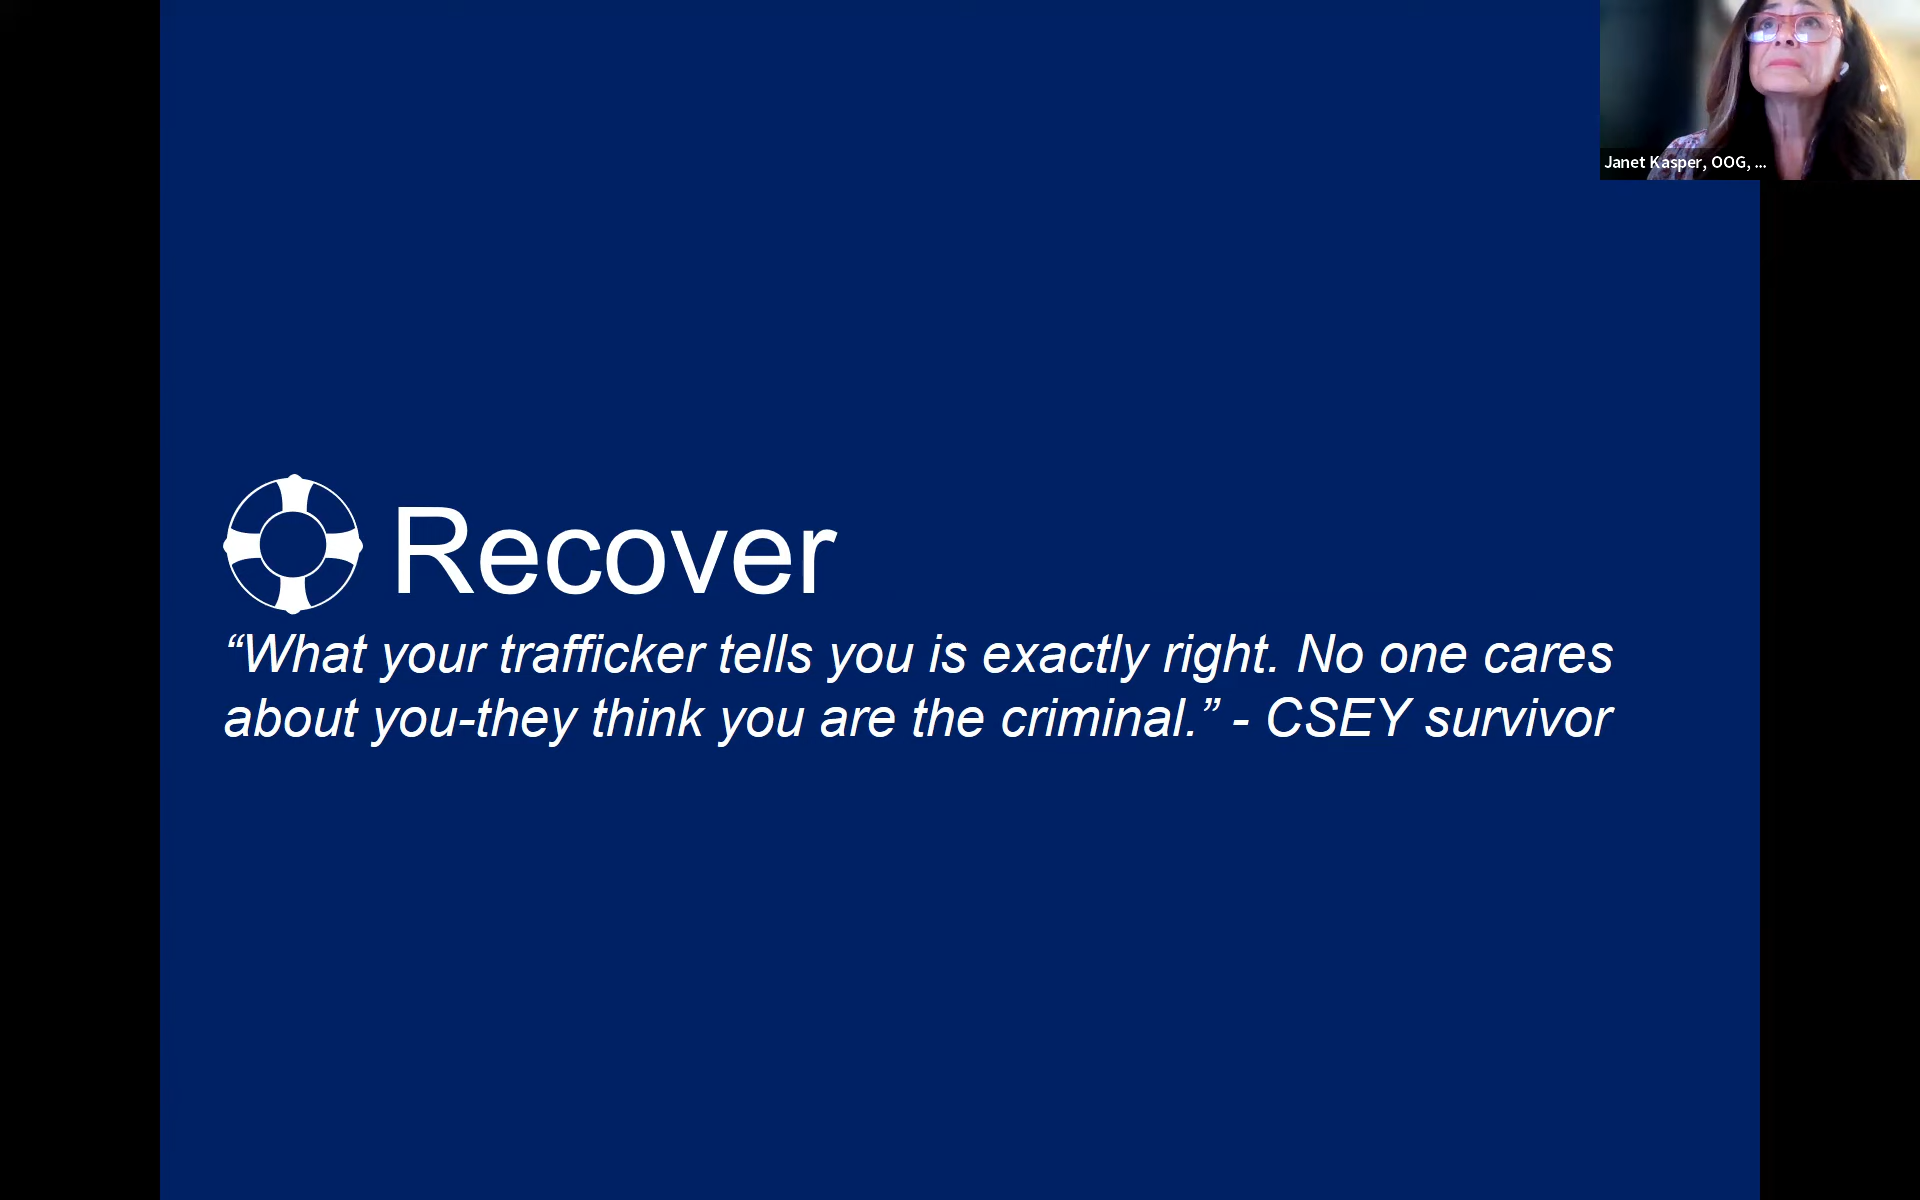 Janet Kasper, OOG, ...
Recover
“What your trafficker tells you is exactly right. No one cares
about you-they think you are the criminal.” - CSEY survivor